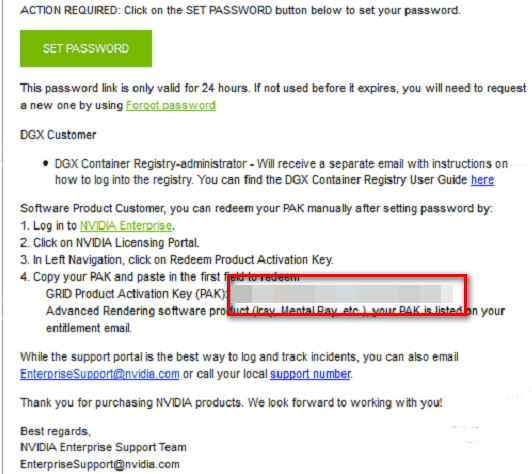 ACTION REQUIRED: Click on the SET PASSWORD button below to set your password.
SET PASSWORD
This password link is only valid for 24 hours. If not used before it expires, you will need to request
a new one by using Forgot password
DGX Customer
• DGX Container Registry-administrator - Will receive a separate email with instructions on
how to log into the registry. You can find the DGX Container Registry User Guide here
Software Product Customer, you can redeem your PAK manually after setting password by:
1. Log in to NVIDIA Enterprise.
2. Click on NVIDIA Licensing Portal.
3. In Left Navigation, click on Redeem Product Activation Key.
4. Copy your PAK and paste in the first field to redeem
GRID Product Activation Key (PAK):
Advanced Rendering software product (Iray, Mental Ray, etc.), your PAK is listed on your
entitlement email.
While the support portal is the best way to log and track incidents, you can also email
EnterpriseSupport@nvidia.com or call your local support number.
Thank you for purchasing NVIDIA products. We look forward to working with you!
Best regards,
NVIDIA Enterprise Support Team
EnterpriseSupport@nvidia.com